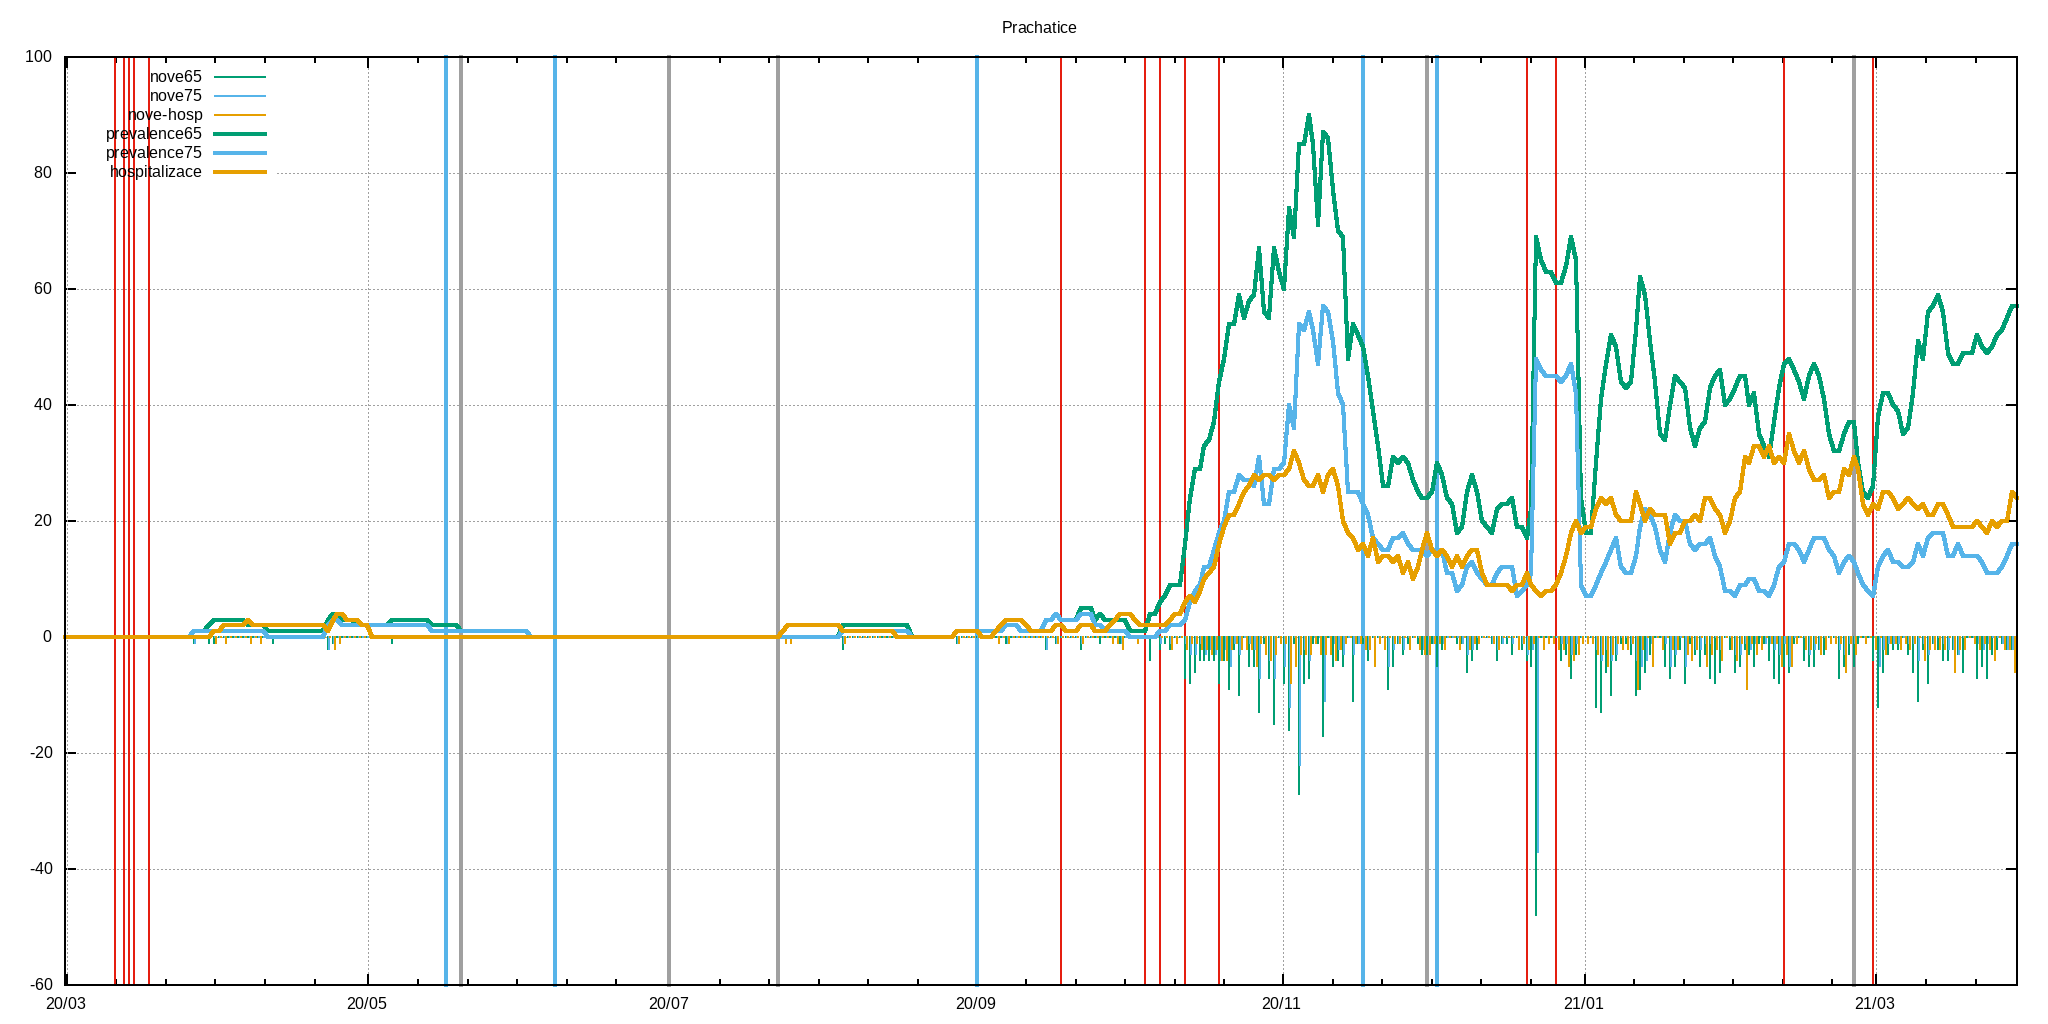 Prachatice
100
80
60
40
20
0
-20
-40
-60
nove65
nove75
nove-hosp
prevalence65
prevalence75
hospitalizace
20/03 20/05 20/07 20/09 20/11 21/01 21/03